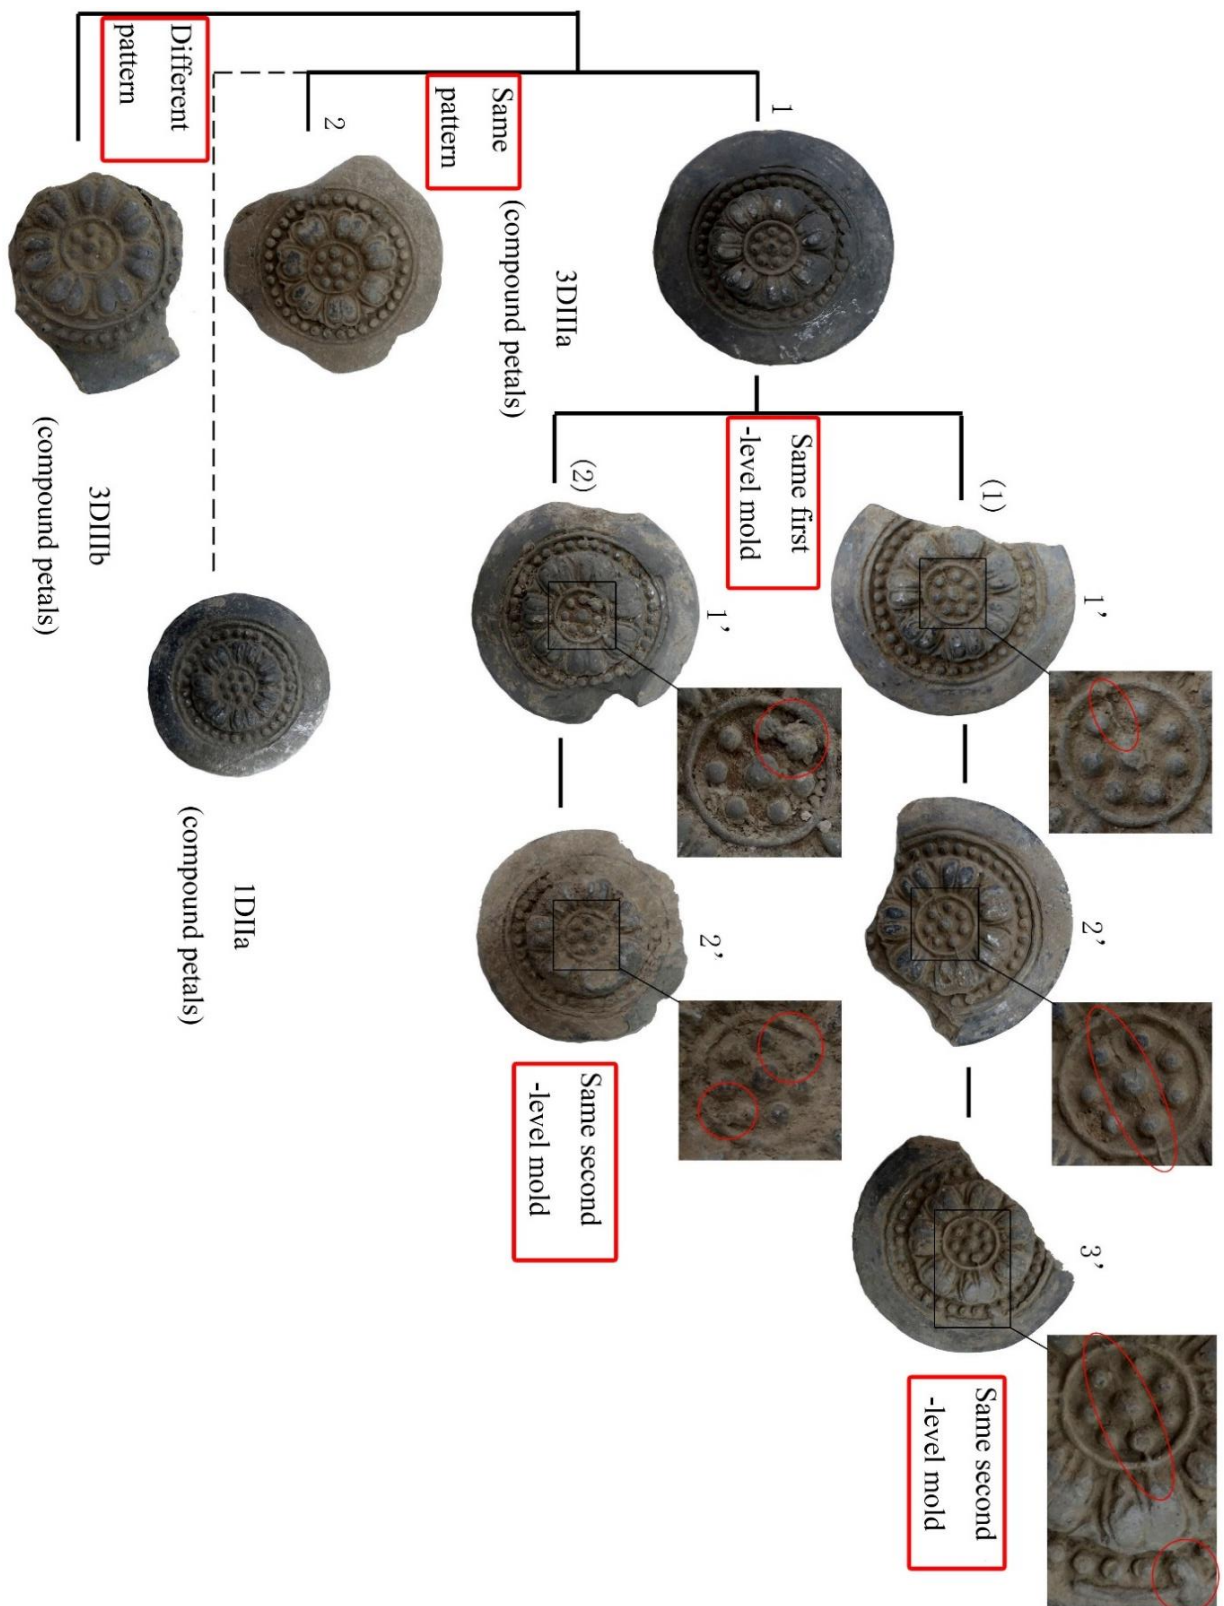 Different
pattern
Same
pattern
1
2
3DIIIa
(compound petals)
3DIIIb
(compound petals)
1DIIa
(compound petals)
Same first
-level mold
(1)
1’
2’
3’
Same second
-level mold
(2)
1’
2’
Same second
-level mold